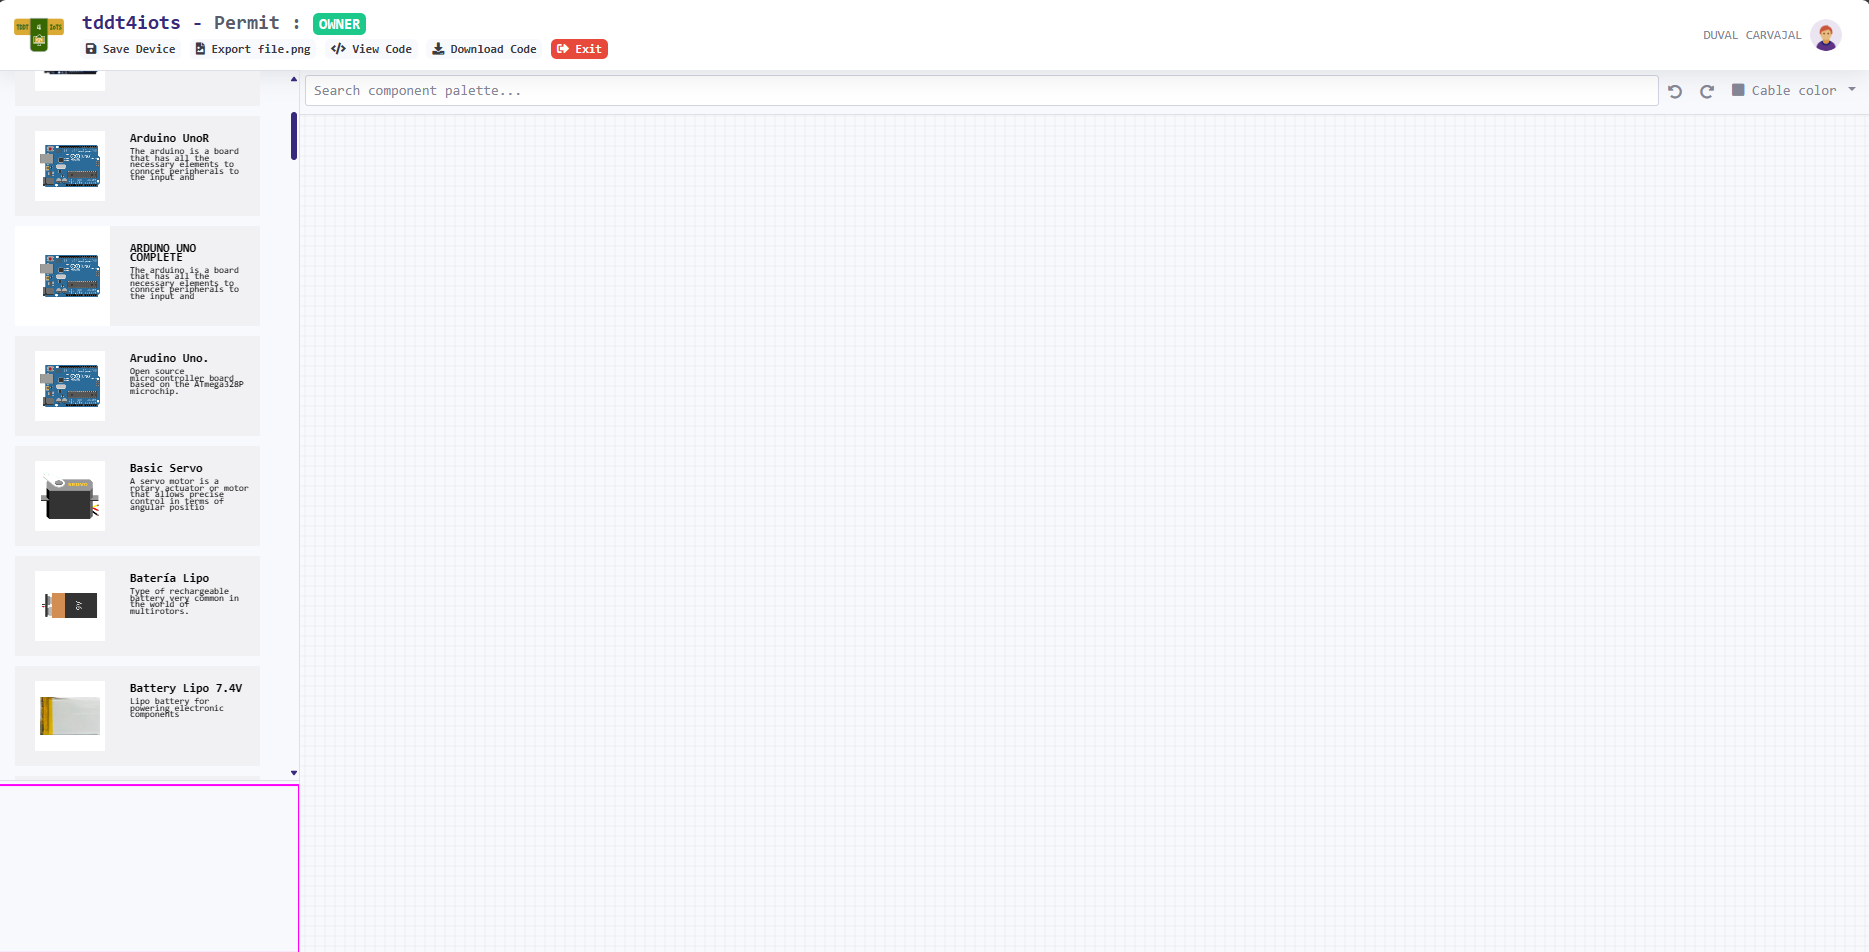 TDDT 4 IoTS
tddt4iots - Permit : OWNER
Save Device Export file.png View Code Download Code Exit
DUVAL CARVAJAL
Search component palette...
Cable color
Arduino UnoR
The arduino is a board
that has all the
necessary elements to
conncet peripherals to
the input and
ARDUNO UNO
COMPLETE
The arduino is a board
that has all the
necessary elements to
conncet peripherals to
the input and
Arudino Uno.
Open source
microcontroller board
based on the ATmega328P
microchip.
Basic Servo
A servo motor is a
rotary actuator or motor
that allows precise
control in terms of
angular positio
Batería Lipo
Type of rechargeable
battery very common in
the world of
multirotors.
9V
Battery Lipo 7.4V
Lipo battery for
powering electronic
components